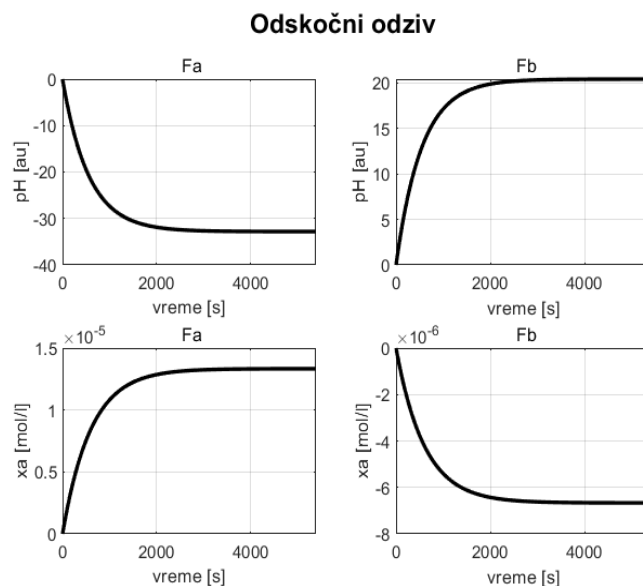 Odskočni odziv
Fa
0
-10
-20
-30
-40
pH [au]
0
2000
4000
vreme [s]
Fb
20
15
10
5
0
pH [au]
0
2000
4000
vreme [s]
×10⁻⁵
Fa
1.5
1
0.5
0
xa [mol/l]
0
2000
4000
vreme [s]
×10⁻⁶
Fb
0
-2
-4
-6
-8
xa [mol/l]
0
2000
4000
vreme [s]